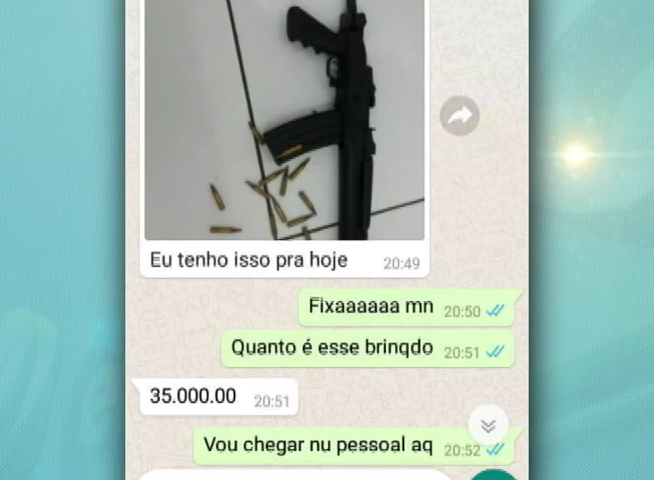 Eu tenho isso pra hoje 20:49
Fixaaaaaa mn 20:50
Quanto é esse brinqdo 20:51
35.000.00 20:51
Vou chegar nu pessoal aq 20:52